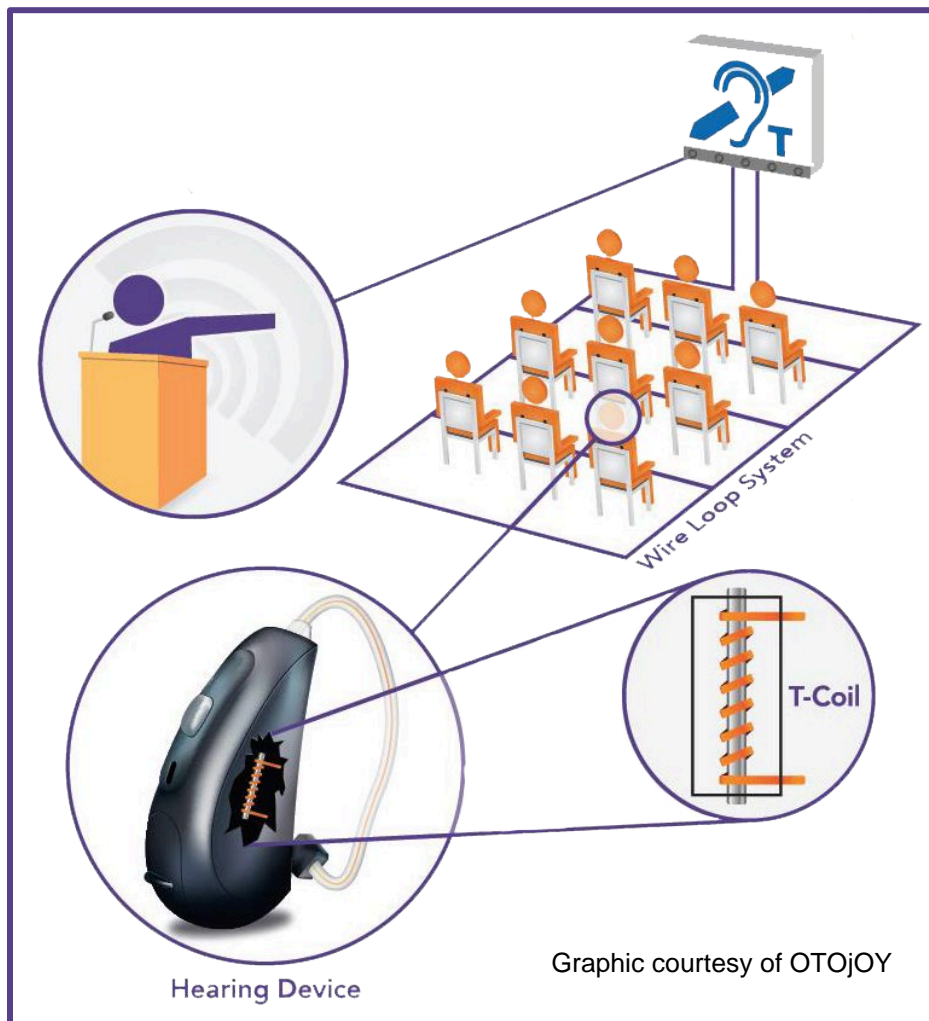 T
Wire Loop System
T-Coil
Hearing Device
Graphic courtesy of OTOjOY